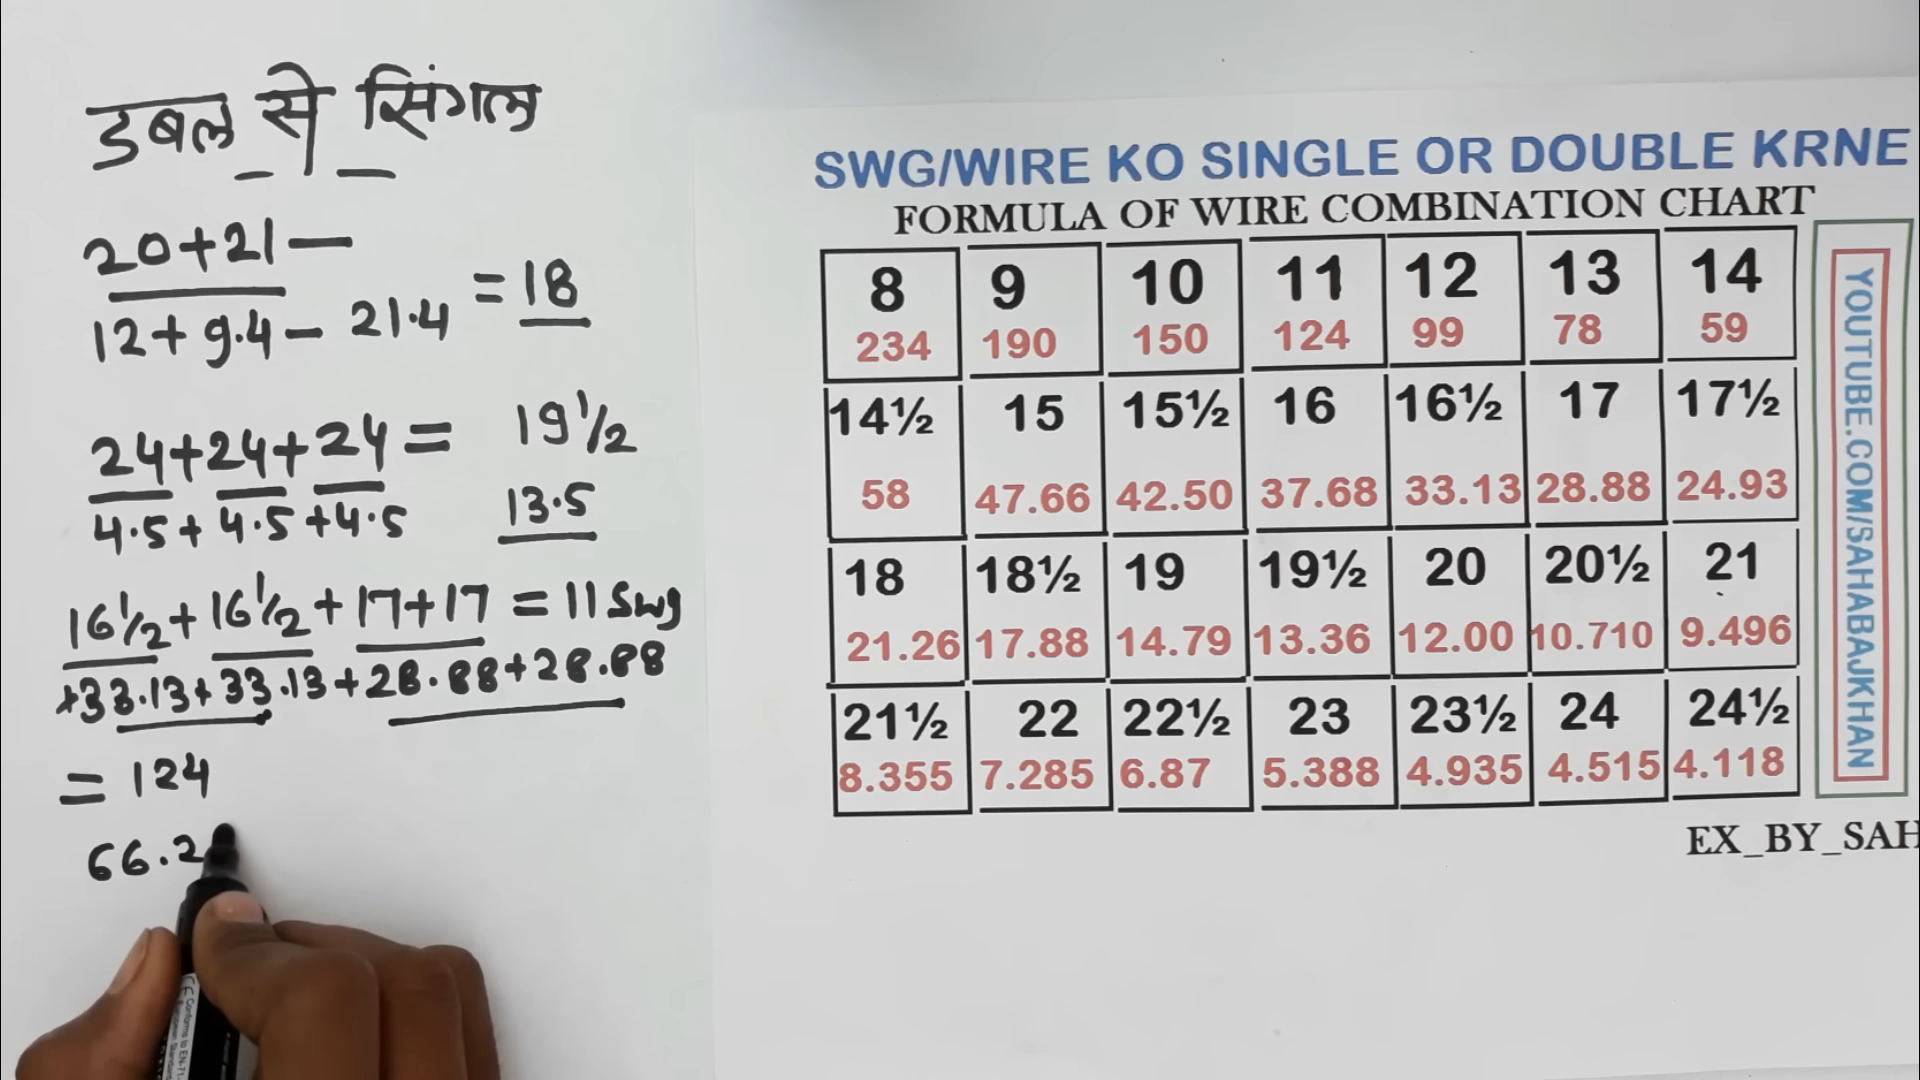 डबल से सिंगल
20+21—
12+9.4— 21.4 = 18
24+24+24= 19½
4.5+4.5+4.5 13.5
16½+16½+17+17=11 Swg
+33.13+33.13+28.88+28.88
= 124
66.2
SWG/WIRE KO SINGLE OR DOUBLE KRNE
FORMULA OF WIRE COMBINATION CHART
8 9 10 11 12 13 14
234 190 150 124 99 78 59
14½ 15 15½ 16 16½ 17 17½
58 47.66 42.50 37.68 33.13 28.88 24.93
18 18½ 19 19½ 20 20½ 21
21.26 17.88 14.79 13.36 12.00 10.710 9.496
21½ 22 22½ 23 23½ 24 24½
8.355 7.285 6.87 5.388 4.935 4.515 4.118
YOUTUBE.COM/SAHABAJKHAN
EX_BY_SAH